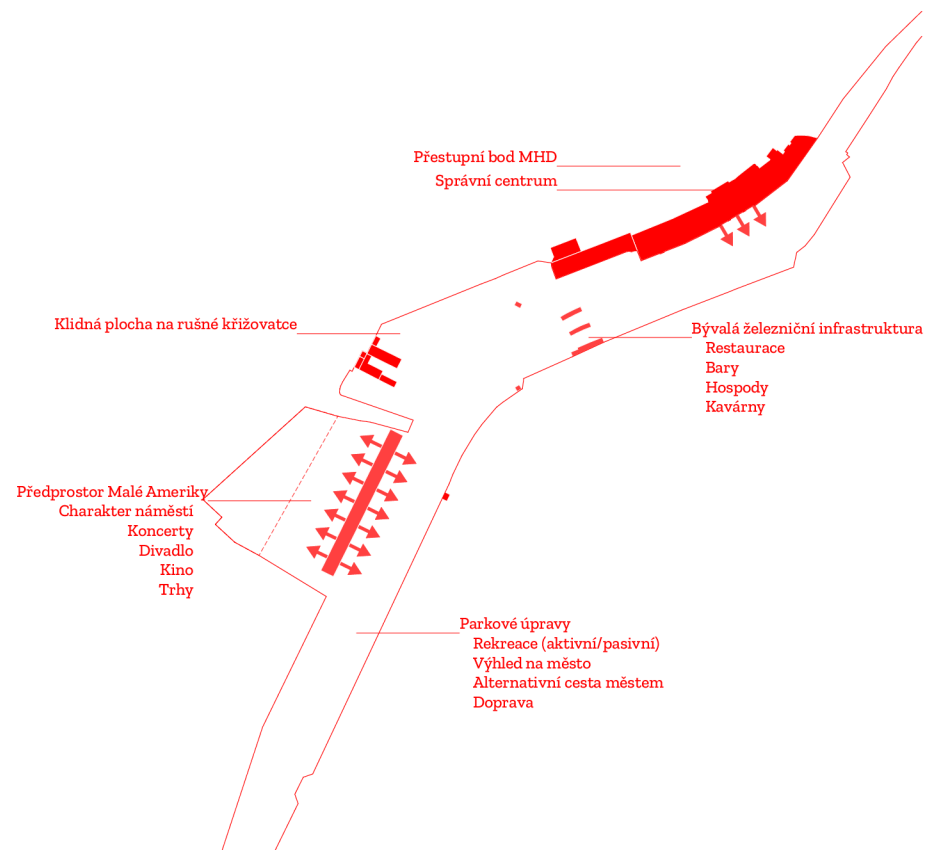 Přestupní bod MHD
Správní centrum
Klidná plocha na rušné křižovatce
Bývalá železniční infrastruktura
Restaurace
Bary
Hospody
Kavárny
Předprostor Malé Ameriky
Charakter náměstí
Koncerty
Divadlo
Kino
Trhy
Parkové úpravy
Rekreace (aktivní/pasivní)
Výhled na město
Alternativní cesta městem
Doprava